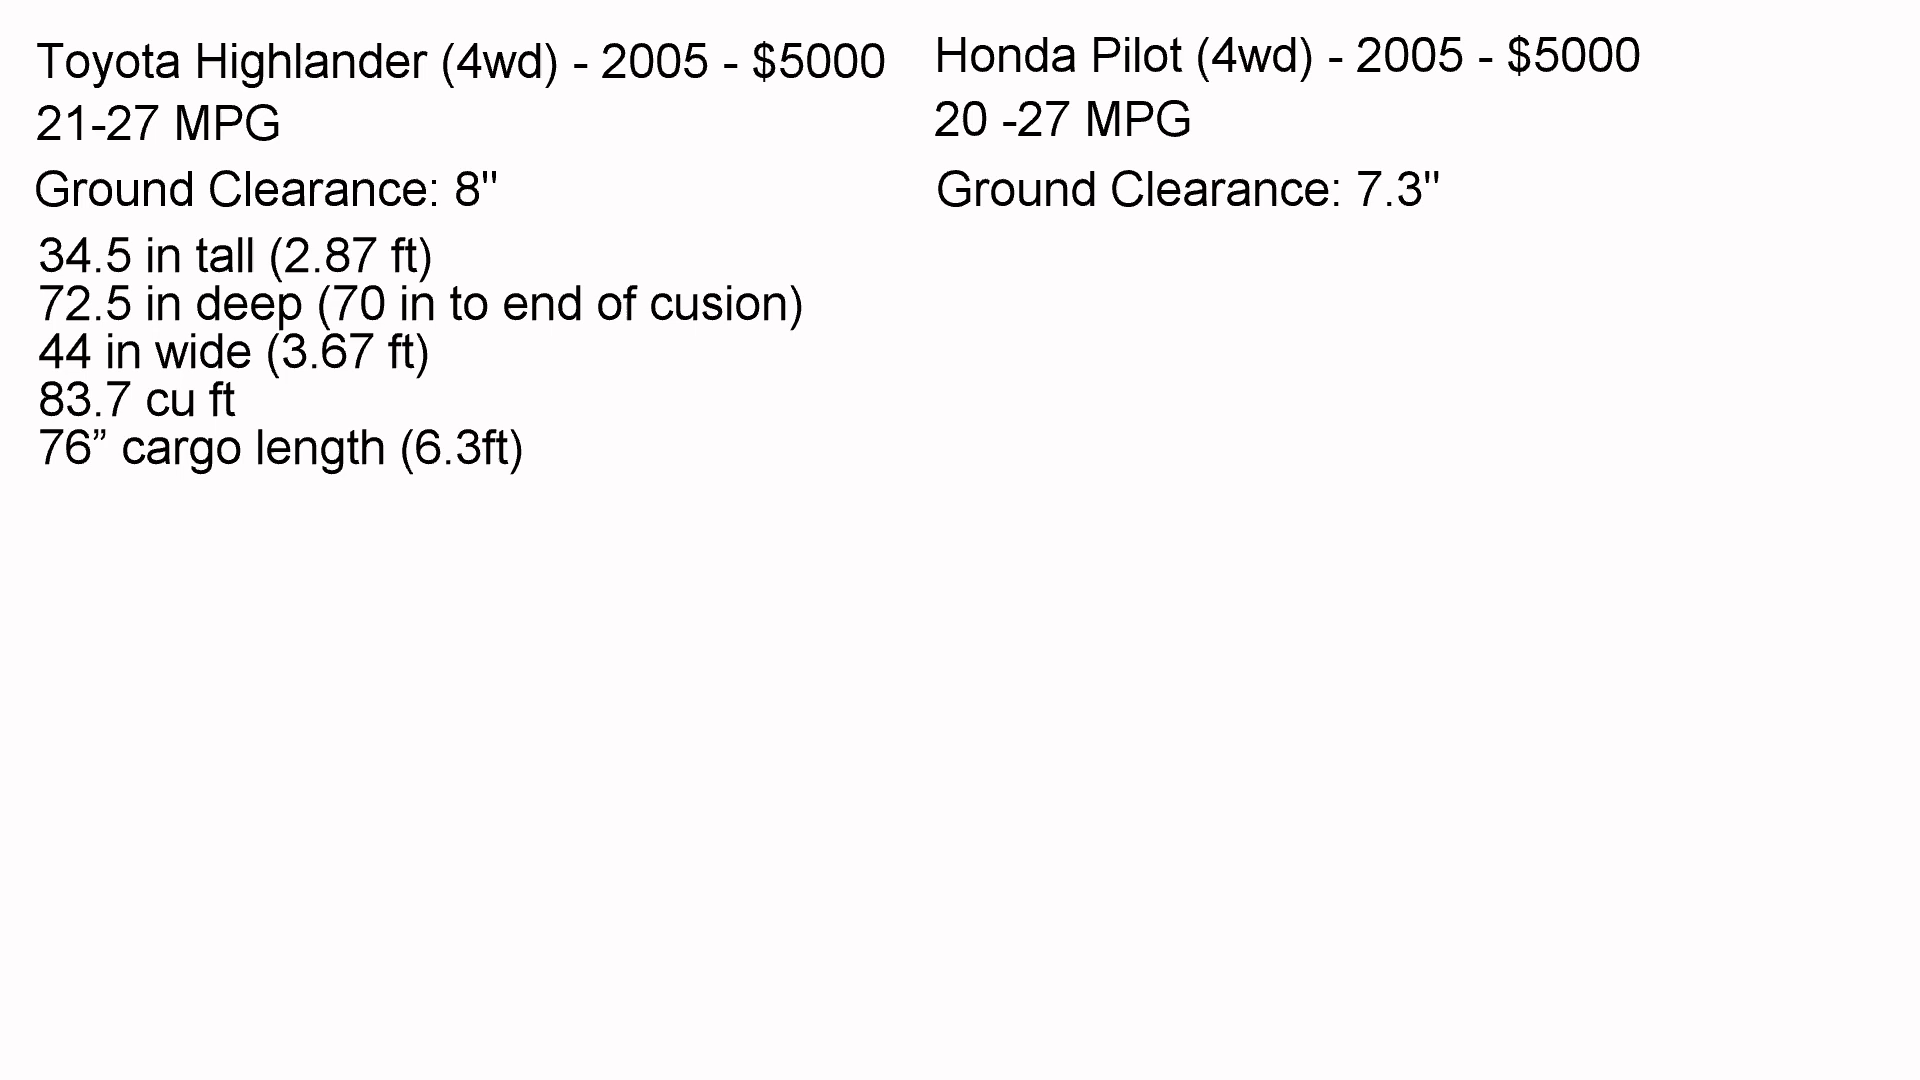 Toyota Highlander (4wd) - 2005 - $5000
21-27 MPG
Ground Clearance: 8"
34.5 in tall (2.87 ft)
72.5 in deep (70 in to end of cusion)
44 in wide (3.67 ft)
83.7 cu ft
76” cargo length (6.3ft)
Honda Pilot (4wd) - 2005 - $5000
20 -27 MPG
Ground Clearance: 7.3"